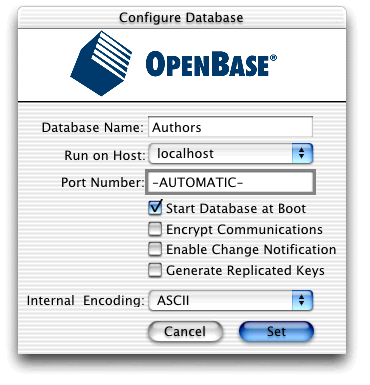 Configure Database
OPENBASE®
Database Name: Authors
Run on Host: localhost
Port Number: -AUTOMATIC-
Start Database at Boot
Encrypt Communications
Enable Change Notification
Generate Replicated Keys
Internal Encoding: ASCII
Cancel Set